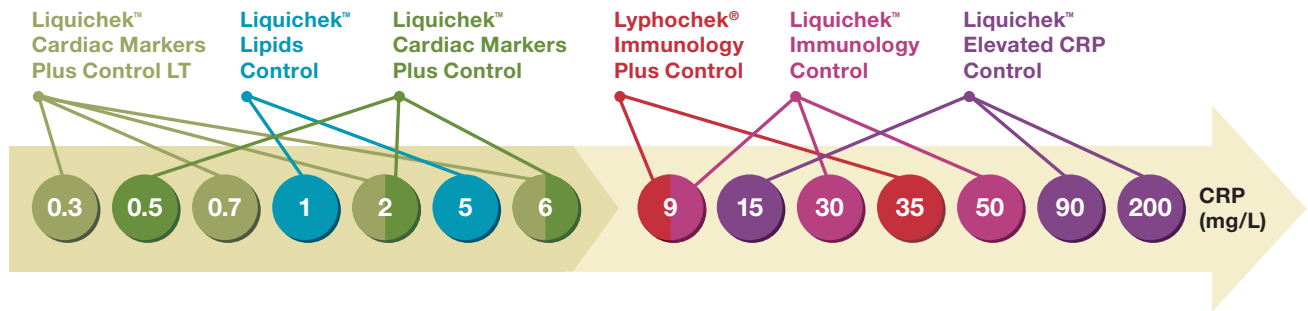 Liquichek™
Cardiac Markers
Plus Control LT
Liquichek™
Lipids
Control
Liquichek™
Cardiac Markers
Plus Control
Lyphochek®
Immunology
Plus Control
Liquichek™
Immunology
Control
Liquichek™
Elevated CRP
Control
0.3
0.5
0.7
1
2
5
6
9
15
30
35
50
90
200
CRP
(mg/L)